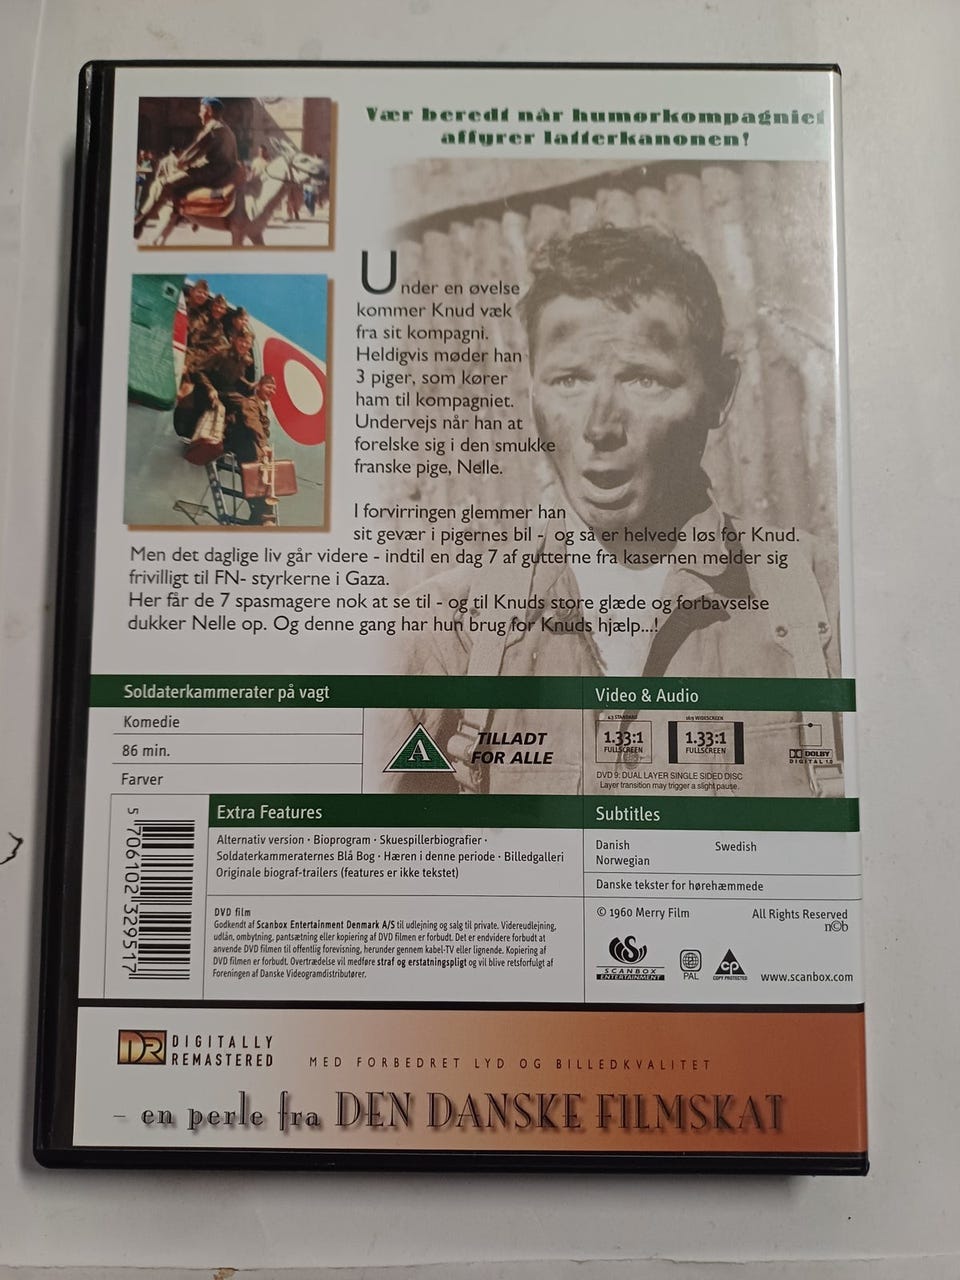 Vær beredt når humørkompagniet
affyrer latterkanonen!
Under en øvelse
kommer Knud væk
fra sit kompagni.
Heldigvis møder han
3 piger, som kører
ham til kompagniet.
Undervejs når han at
forelske sig i den smukke
franske pige, Nelle.
I forvirringen glemmer han
sit gevær i pigernes bil - og så er helvede løs for Knud.
Men det daglige liv går videre - indtil en dag 7 af gutterne fra kasernen melder sig
frivilligt til FN- styrkerne i Gaza.
Her får de 7 spasmagere nok at se til - og til Knuds store glæde og forbavselse
dukker Nelle op. Og denne gang har hun brug for Knuds hjælp...!
Soldaterkammerater på vagt
Komedie
86 min.
Farver
A
TILLADT
FOR ALLE
Video & Audio
4:3 STANDARD
1.33:1
FULLSCREEN
16:9 WIDESCREEN
1.33:1
FULLSCREEN
DOLBY
DIGITAL 1.0
DVD 9: DUAL LAYER SINGLE SIDED DISC
Layer transition may trigger a slight pause.
5 706102 329517
Extra Features
Alternativ version · Bioprogram · Skuespillerbiografier ·
Soldaterkammeraternes Blå Bog · Hæren i denne periode · Billedgalleri
Originale biograf-trailers (features er ikke tekstet)
DVD film
Godkendt af Scanbox Entertainment Denmark A/S til udlejning og salg til private. Videreudlejning,
udlån, ombytning, pantsætning eller kopiering af DVD filmen er forbudt. Det er endvidere forbudt at
anvende DVD filmen til offentlig forevisning, herunder gennem kabel-TV eller lignende. Kopiering af
DVD filmen er forbudt. Overtrædelse vil medføre straf og erstatningspligt og vil blive retsforfulgt af
Foreningen af Danske Videogramdistributører.
Subtitles
Danish
Swedish
Norwegian
Danske tekster for hørehæmmede
© 1960 Merry Film
All Rights Reserved
n©b
SCANBOX
ENTERTAINMENT
PAL
CP
COPY PROTECTED
www.scanbox.com
DR
DIGITALLY
REMASTERED
MED FORBEDRET LYD OG BILLEDKVALITET
– en perle fra DEN DANSKE FILMSKAT